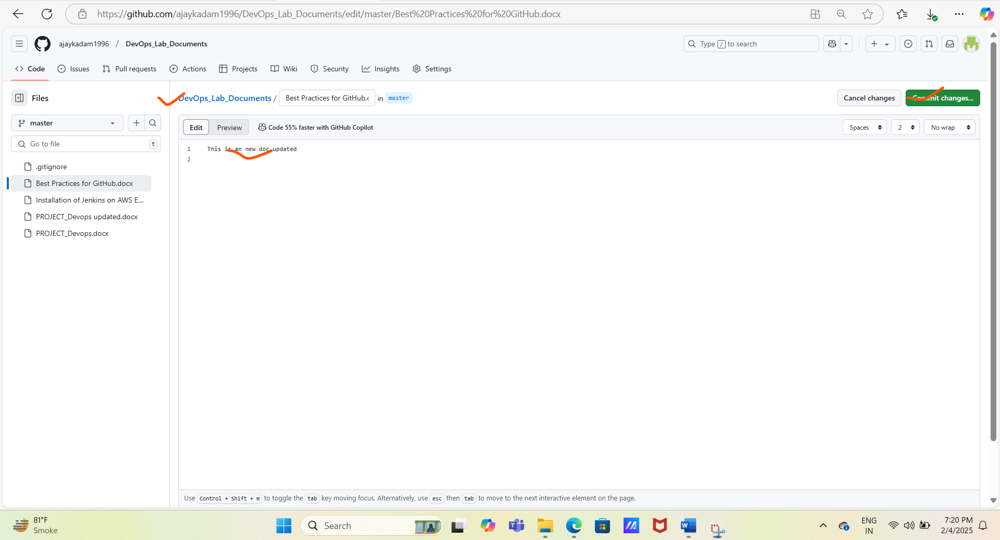 https://github.com/ajaykadam1996/DevOps_Lab_Documents/edit/master/Best%20Practices%20for%20GitHub.docx
ajaykadam1996 / DevOps_Lab_Documents
Type / to search
Code Issues Pull requests Actions Projects Wiki Security Insights Settings
Files
DevOps_Lab_Documents / Best Practices for GitHub.c in master
Cancel changes Commit changes...
master
Edit Preview Code 55% faster with GitHub Copilot
Spaces 2 No wrap
Go to file t
1 This is an new doc updated
2
.gitignore
Best Practices for GitHub.docx
Installation of Jenkins on AWS E...
PROJECT_Devops updated.docx
PROJECT_Devops.docx
Use Control + Shift + m to toggle the tab key moving focus. Alternatively, use esc then tab to move to the next interactive element on the page.
81°F
Smoke
Search
ENG
IN
7:20 PM
2/4/2025